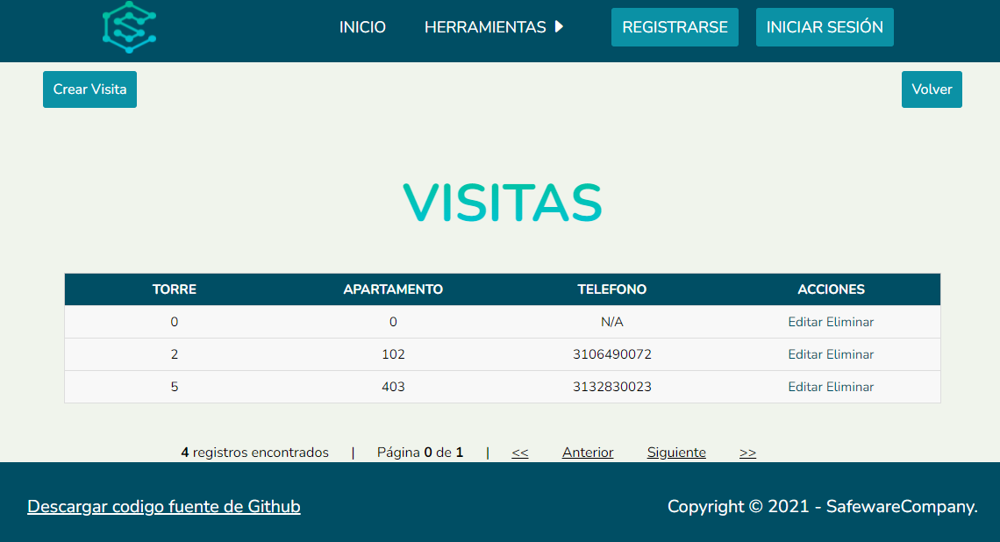 INICIO HERRAMIENTAS REGISTRARSE INICIAR SESIÓN
Crear Visita Volver
VISITAS
TORRE APARTAMENTO TELEFONO ACCIONES
0 0 N/A Editar Eliminar
2 102 3106490072 Editar Eliminar
5 403 3132830023 Editar Eliminar
4 registros encontrados | Página 0 de 1 | << Anterior Siguiente >>
Descargar codigo fuente de Github Copyright © 2021 - SafewareCompany.